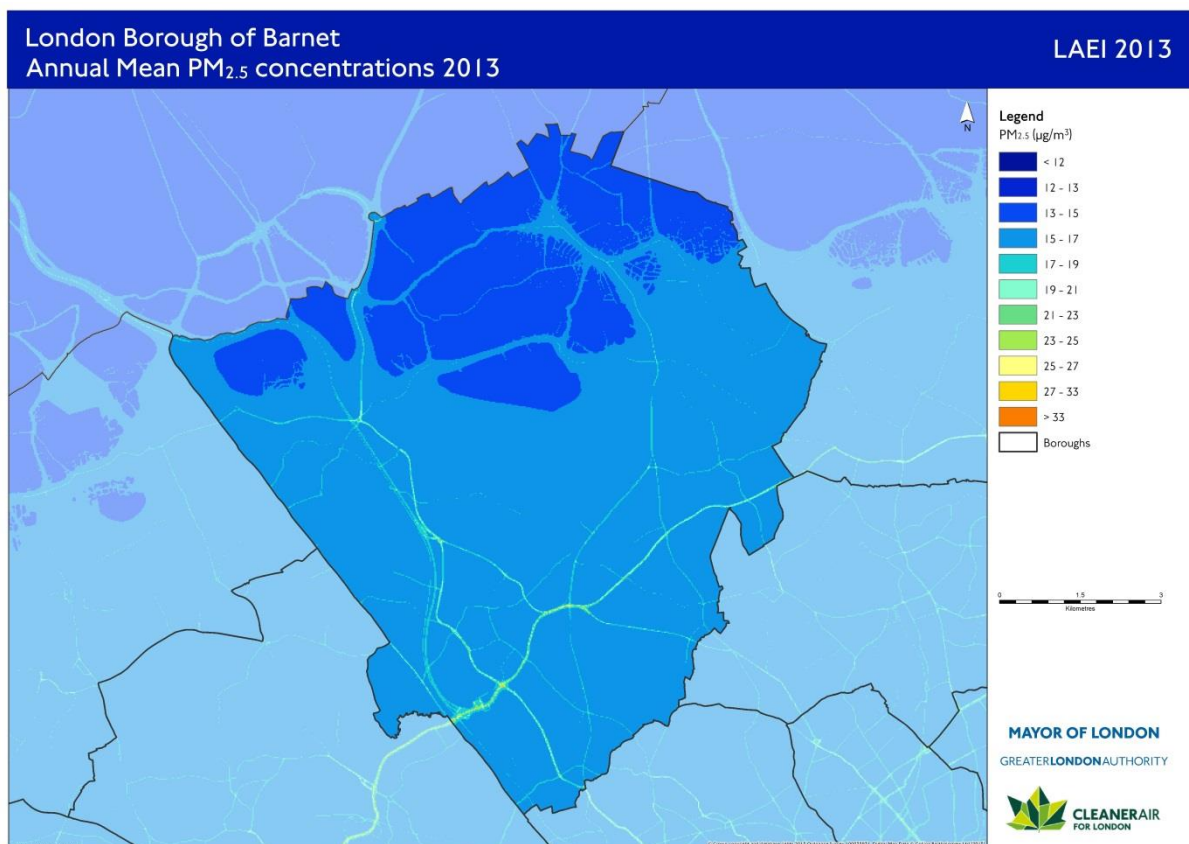 London Borough of Barnet
Annual Mean PM2.5 concentrations 2013
LAEI 2013
N
Legend
PM2.5 (µg/m³)
< 12
12 - 13
13 - 15
15 - 17
17 - 19
19 - 21
21 - 23
23 - 25
25 - 27
27 - 33
> 33
Boroughs
0 1.5 3
Kilometres
MAYOR OF LONDON
GREATERLONDONAUTHORITY
CLEANERAIR
FOR LONDON